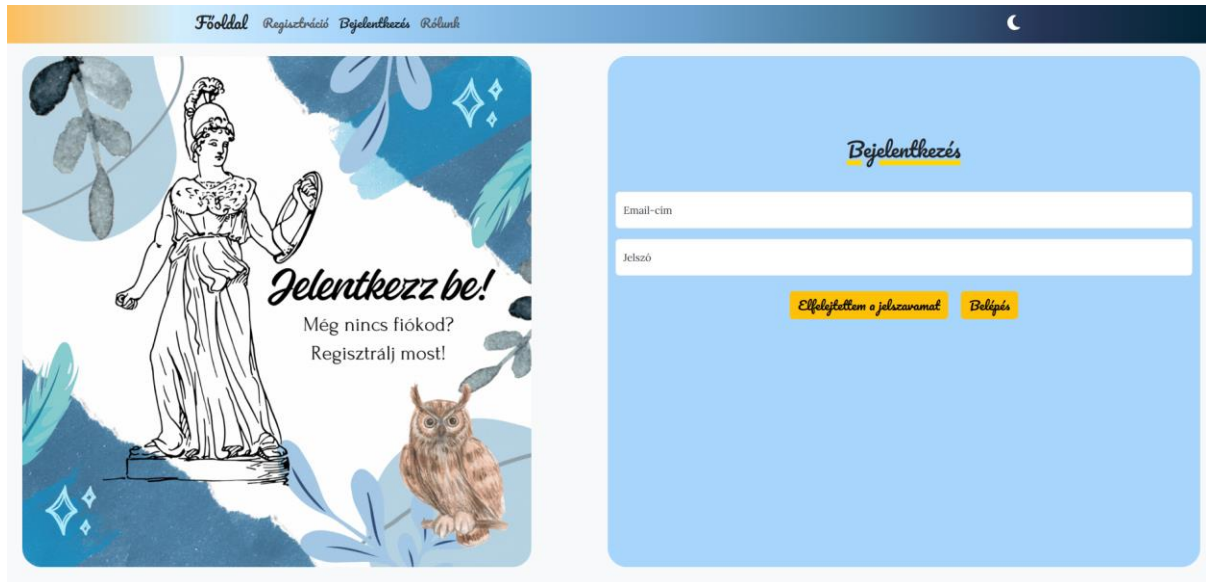 Főoldal Regisztráció Bejelentkezés Rólunk
Jelentkezz be!
Még nincs fiókod?
Regisztrálj most!
Bejelentkezés
Email-cím
Jelszó
Elfelejtettem a jelszavamat Belépés